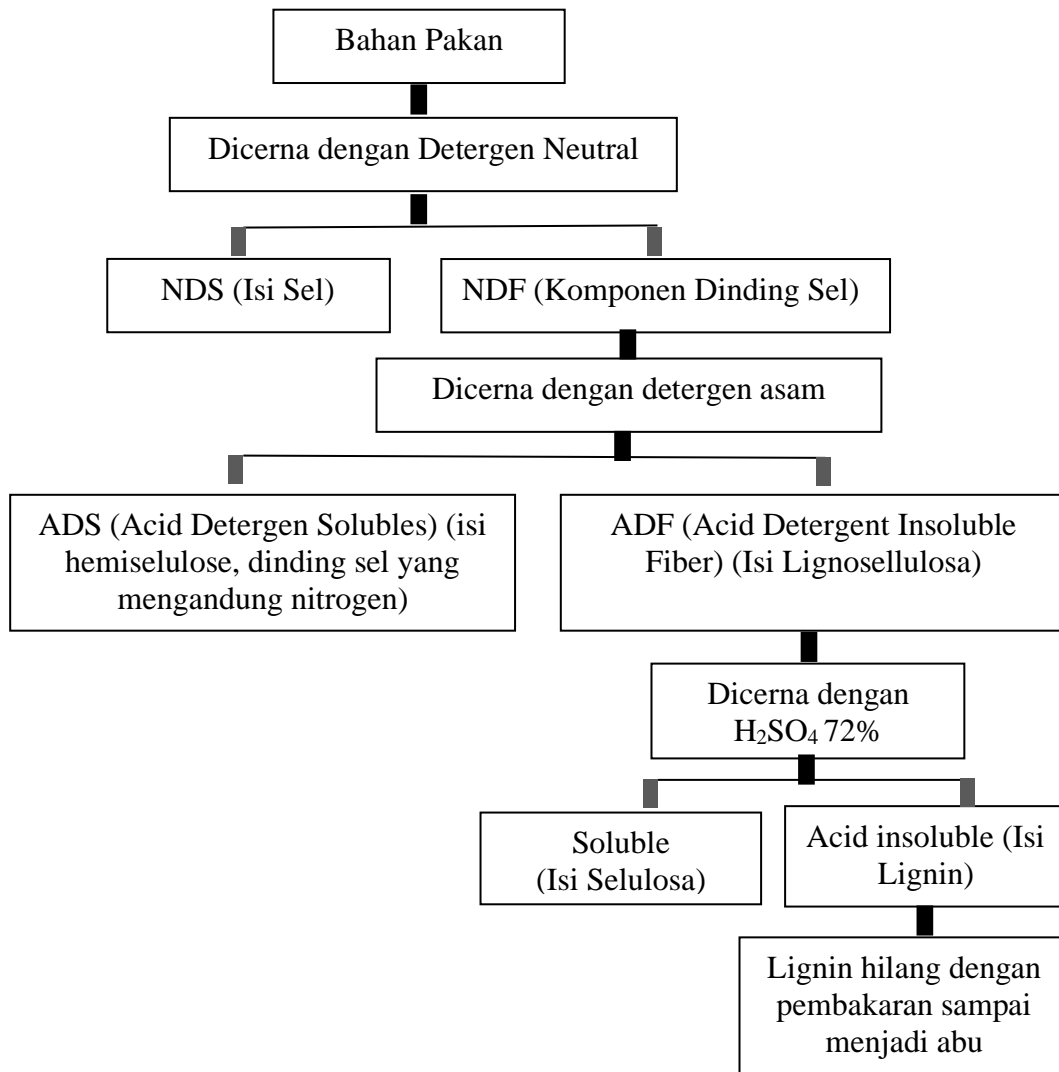 Bahan Pakan
Dicerna dengan Detergen Neutral
NDS (Isi Sel)
NDF (Komponen Dinding Sel)
Dicerna dengan detergen asam
ADS (Acid Detergen Solubles) (isi
hemiselulose, dinding sel yang
mengandung nitrogen)
ADF (Acid Detergent Insoluble
Fiber) (Isi Lignosellulosa)
Dicerna dengan
H₂SO₄ 72%
Soluble
(Isi Selulosa)
Acid insoluble (Isi
Lignin)
Lignin hilang dengan
pembakaran sampai
menjadi abu